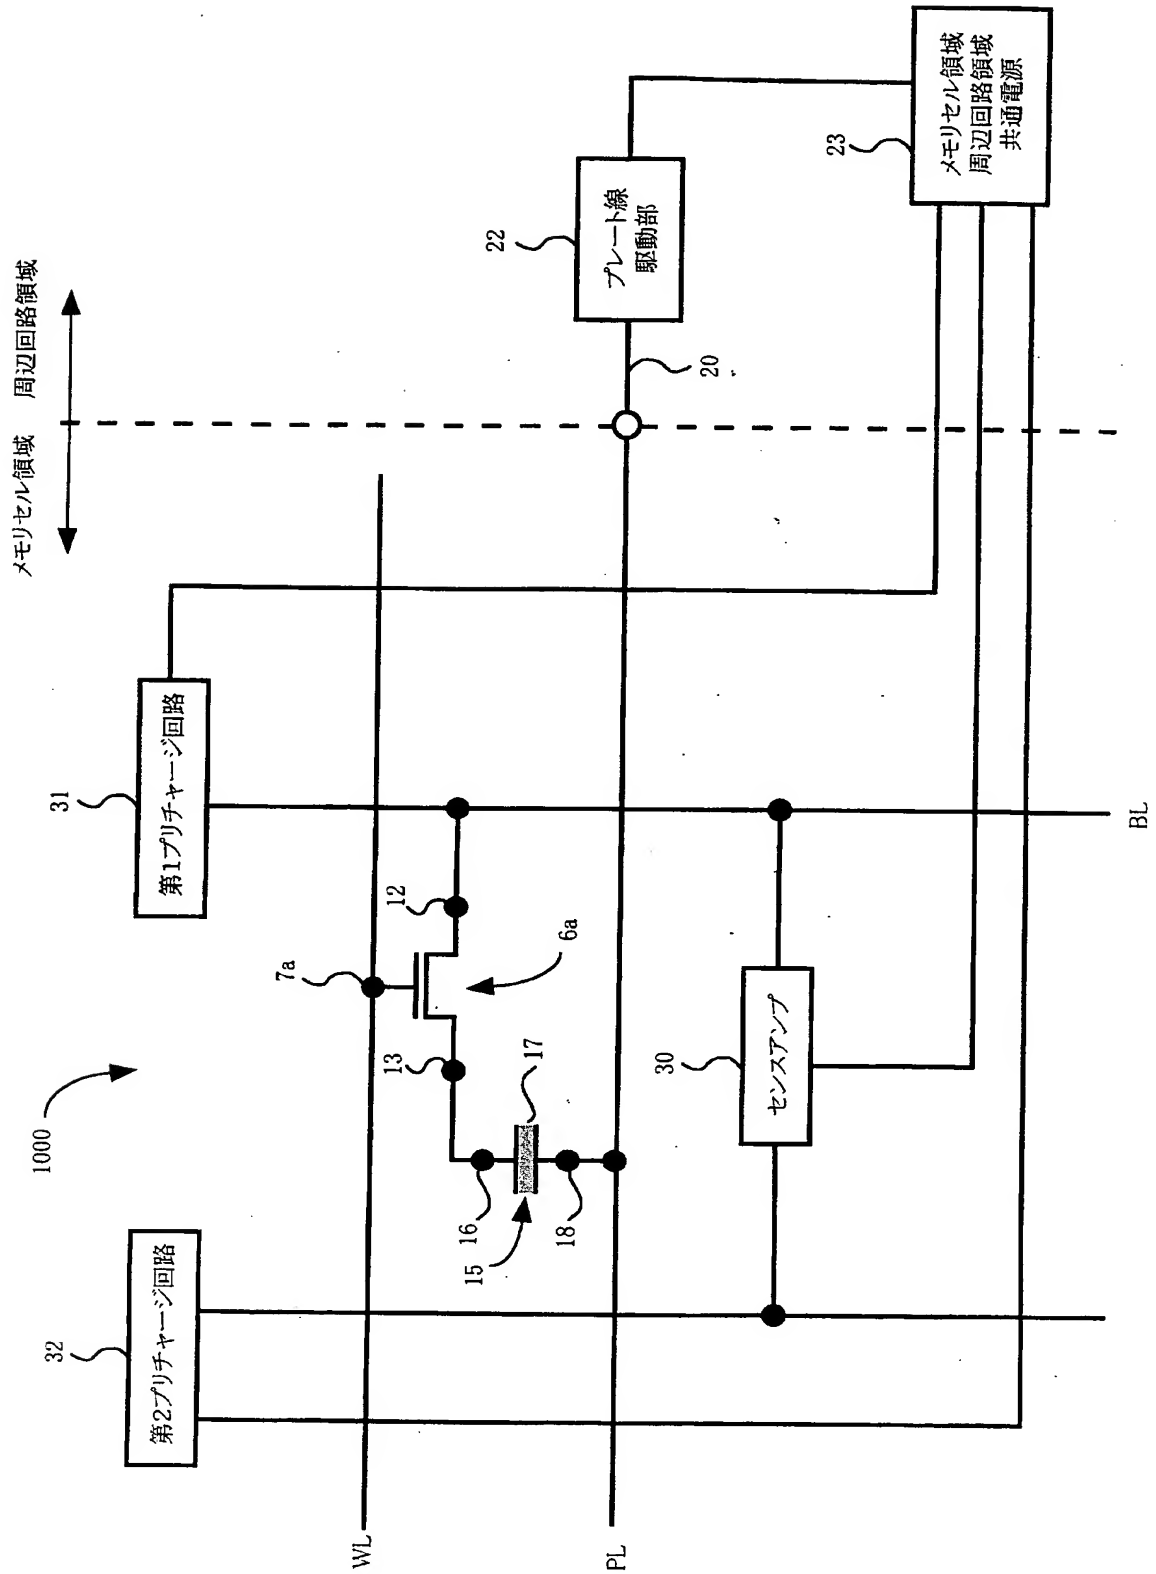 メモリセル領域
周辺回路領域
1000
32
第2プリチャージ回路
31
第1プリチャージ回路
7a
12
13
6a
16
15
17
18
WL
PL
BL
30
センスアンプ
20
22
プレート線
駆動部
23
メモリセル領域
周辺回路領域
共通電源